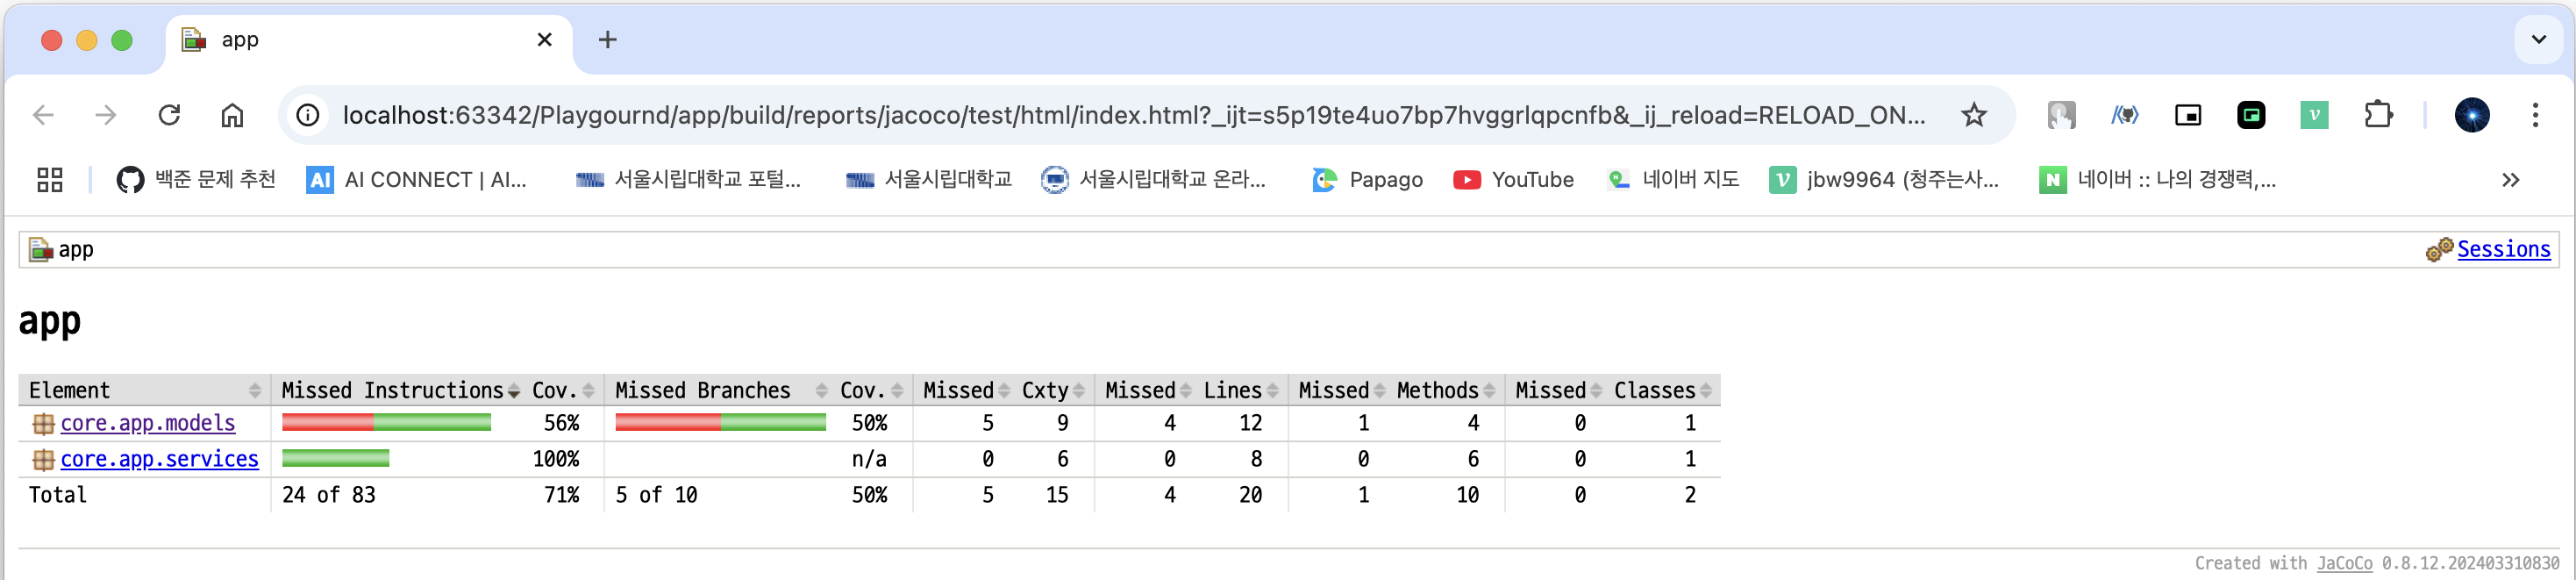 app
localhost:63342/Playgournd/app/build/reports/jacoco/test/html/index.html?_ijt=s5p19te4uo7bp7hvggrlqpcnfb&_ij_reload=RELOAD_ON...
백준 문제 추천 AI AI CONNECT | AI... 서울시립대학교 포털... 서울시립대학교 서울시립대학교 온라... Papago YouTube 네이버 지도 v jbw9964 (청주는사... N 네이버 :: 나의 경쟁력,...
app Sessions
app
Element Missed Instructions Cov. Missed Branches Cov. Missed Cxty Missed Lines Missed Methods Missed Classes
core.app.models 56% 50% 5 9 4 12 1 4 0 1
core.app.services 100% n/a 0 6 0 8 0 6 0 1
Total 24 of 83 71% 5 of 10 50% 5 15 4 20 1 10 0 2
Created with JaCoCo 0.8.12.202403310830